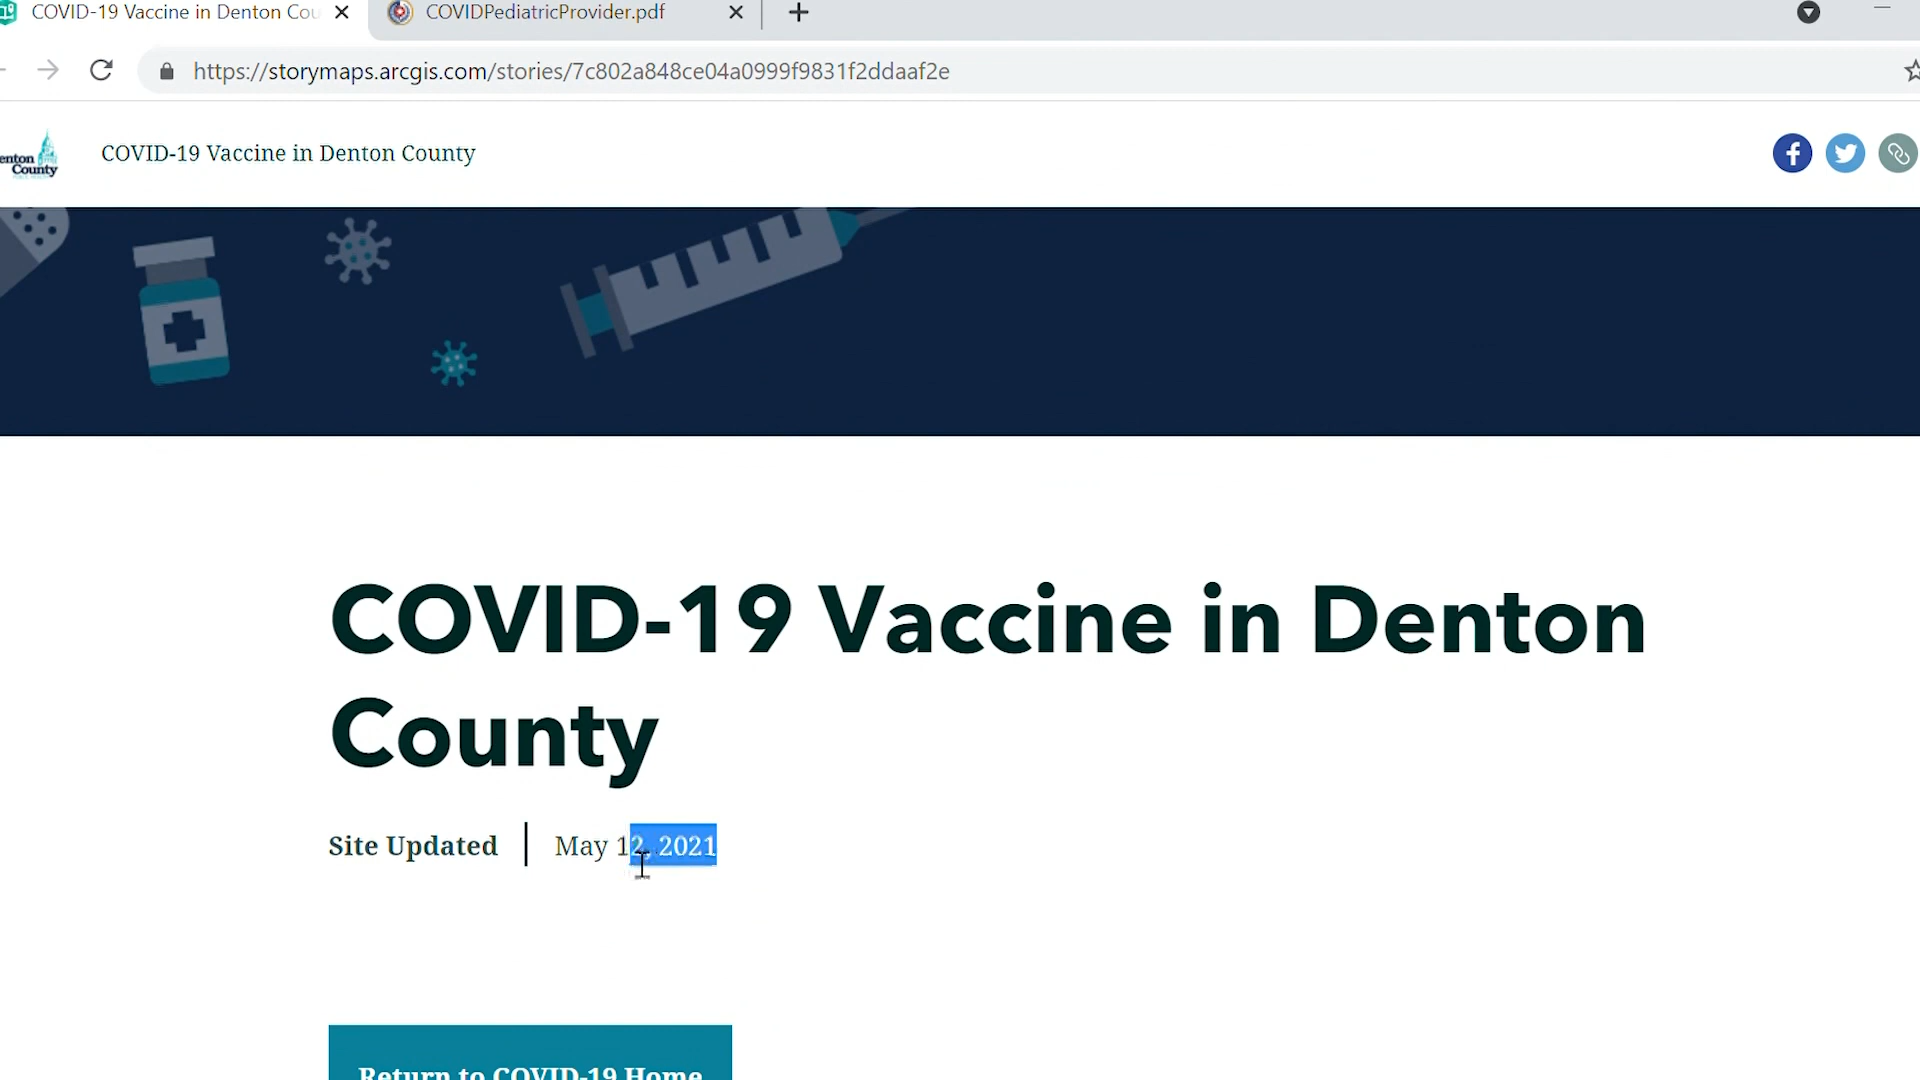 COVID-19 Vaccine in Denton Cou
COVIDPediatricProvider.pdf
https://storymaps.arcgis.com/stories/7c802a848ce04a0999f9831f2ddaaf2e
enton
County
COVID-19 Vaccine in Denton County
COVID-19 Vaccine in Denton
County
Site Updated
May 12, 2021
Return to COVID-19 Home